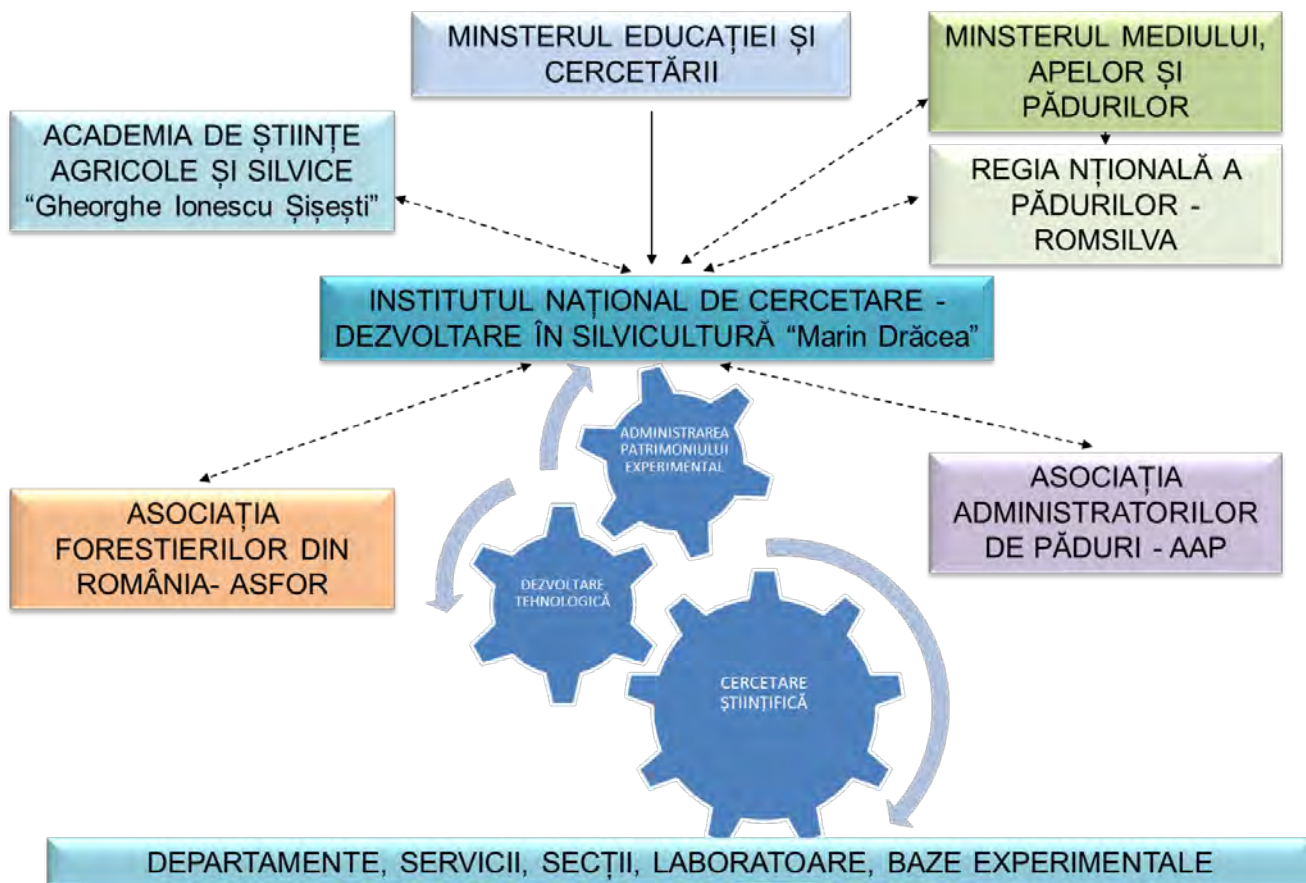 MINSTERUL EDUCAȚIEI ȘI
CERCETĂRII
MINSTERUL MEDIULUI,
APELOR ȘI
PĂDURILOR
ACADEMIA DE ȘTIINȚE
AGRICOLE ȘI SILVICE
“Gheorghe Ionescu Șișești”
REGIA NȚIONALĂ A
PĂDURILOR -
ROMSILVA
INSTITUTUL NAȚIONAL DE CERCETARE -
DEZVOLTARE ÎN SILVICULTURĂ “Marin Drăcea”
ADMINISTRAREA
PATRIMONIULUI
EXPERIMENTAL
ASOCIAȚIA
FORESTIERILOR DIN
ROMÂNIA- ASFOR
ASOCIAȚIA
ADMINISTRATORILOR
DE PĂDURI - AAP
DEZVOLTARE
TEHNOLOGICĂ
CERCETARE
ȘTIINȚIFICĂ
DEPARTAMENTE, SERVICII, SECȚII, LABORATOARE, BAZE EXPERIMENTALE